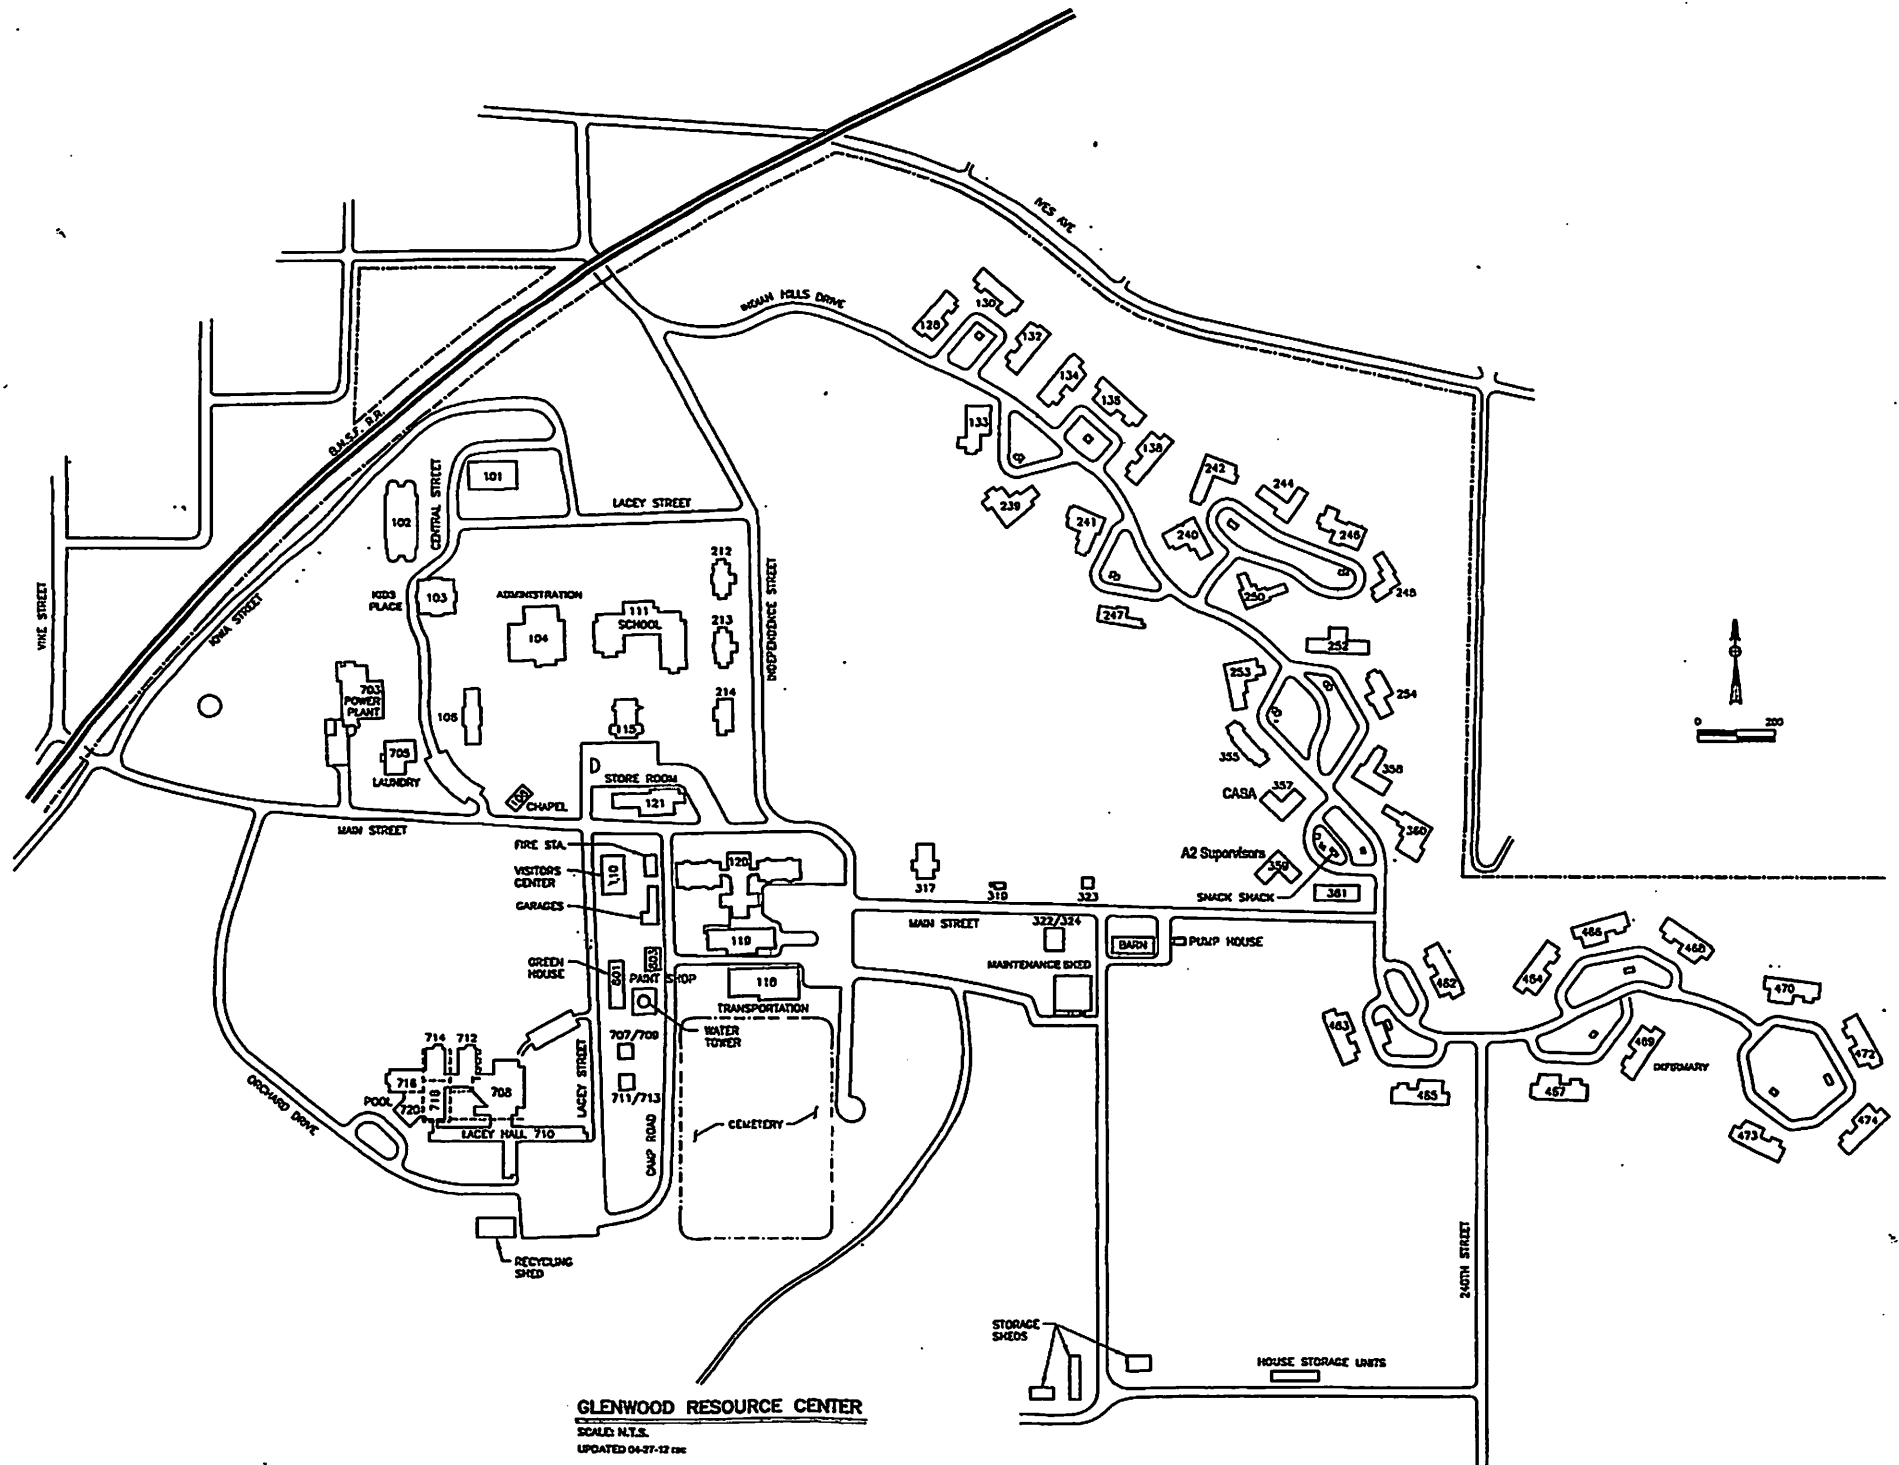 IVES AVE
INDIAN HILLS DRIVE
130
128
132
134
135
133
138
B.N.S.F. R.R.
242
244
239
241
240
246
248
250
247
101
LACEY STREET
102
CENTRAL STREET
212
INDEPENDENCE STREET
KIDS
PLACE
103
ADMINISTRATION
104
111
SCHOOL
213
VINE STREET
IOWA STREET
252
253
254
703
POWER
PLANT
214
105
115
0
200
355
358
705
LAUNDRY
STORE ROOM
121
CHAPEL
CASA
357
360
MAIN STREET
FIRE STA.
VISITORS
CENTER
110
120
GARAGES
317
319
323
A2 Supervisors
359
SNACK SHACK
361
MAIN STREET
322/324
BARN
PUMP HOUSE
119
MAINTENANCE SHED
GREEN
HOUSE
601
603
PAINT SHOP
118
TRANSPORTATION
WATER
TOWER
466
468
462
464
470
463
469
INFIRMARY
472
465
467
473
474
714
712
707/709
716
718
708
POOL
720
711/713
LACEY STREET
ORCHARD DRIVE
LACEY HALL 710
CAMP ROAD
CEMETERY
RECYCLING
SHED
240TH STREET
STORAGE
SHEDS
HOUSE STORAGE UNITS
GLENWOOD RESOURCE CENTER
SCALE: N.T.S.
UPDATED 04-27-12